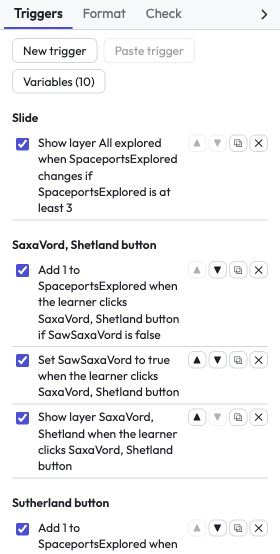 Triggers Format Check
New trigger Paste trigger
Variables (10)
Slide
Show layer All explored
when SpaceportsExplored
changes if
SpaceportsExplored is at
least 3
SaxaVord, Shetland button
Add 1 to
SpaceportsExplored when
the learner clicks
SaxaVord, Shetland button
if SawSaxaVord is false
Set SawSaxaVord to true
when the learner clicks
SaxaVord, Shetland button
Show layer SaxaVord,
Shetland when the learner
clicks SaxaVord, Shetland
button
Sutherland button
Add 1 to
SpaceportsExplored when